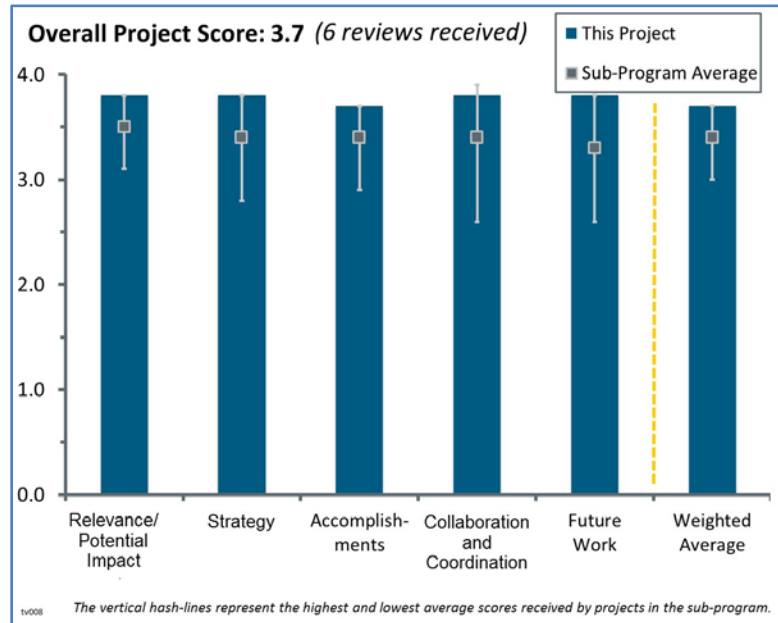 Overall Project Score: 3.7 (6 reviews received)
This Project
Sub-Program Average
4.0
3.0
2.0
1.0
0.0
Relevance/
Potential
Impact
Strategy
Accomplish-
ments
Collaboration
and
Coordination
Future
Work
Weighted
Average
tv008
The vertical hash-lines represent the highest and lowest average scores received by projects in the sub-program.